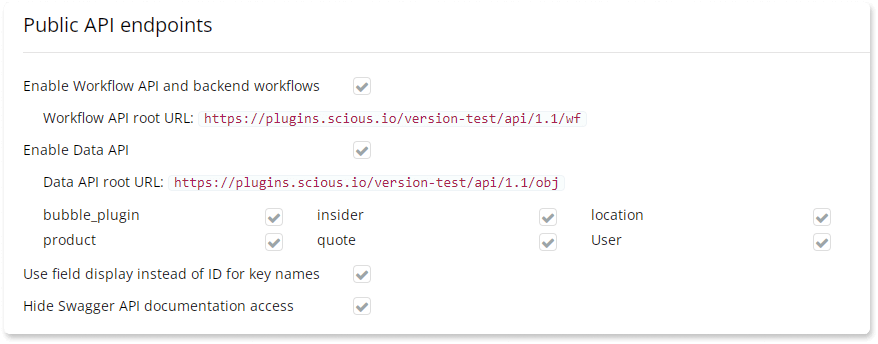 Public API endpoints
Enable Workflow API and backend workflows
Workflow API root URL: https://plugins.scious.io/version-test/api/1.1/wf
Enable Data API
Data API root URL: https://plugins.scious.io/version-test/api/1.1/obj
bubble_plugin insider location
product quote User
Use field display instead of ID for key names
Hide Swagger API documentation access